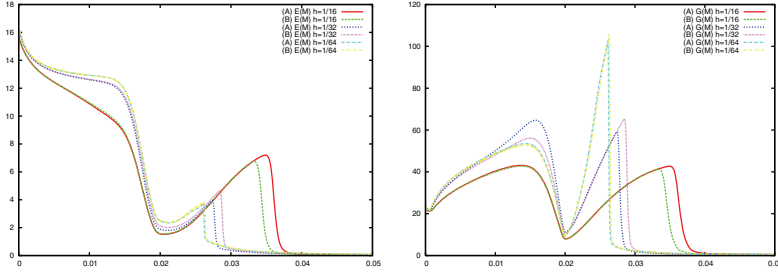 18
16
14
12
10
8
6
4
2
0
0
0.01
0.02
0.03
0.04
0.05
(A) E(M) h=1/16
(B) E(M) h=1/16
(A) E(M) h=1/32
(B) E(M) h=1/32
(A) E(M) h=1/64
(B) E(M) h=1/64
120
100
80
60
40
20
0
0
0.01
0.02
0.03
0.04
0.05
(A) G(M) h=1/16
(B) G(M) h=1/16
(A) G(M) h=1/32
(B) G(M) h=1/32
(A) G(M) h=1/64
(B) G(M) h=1/64